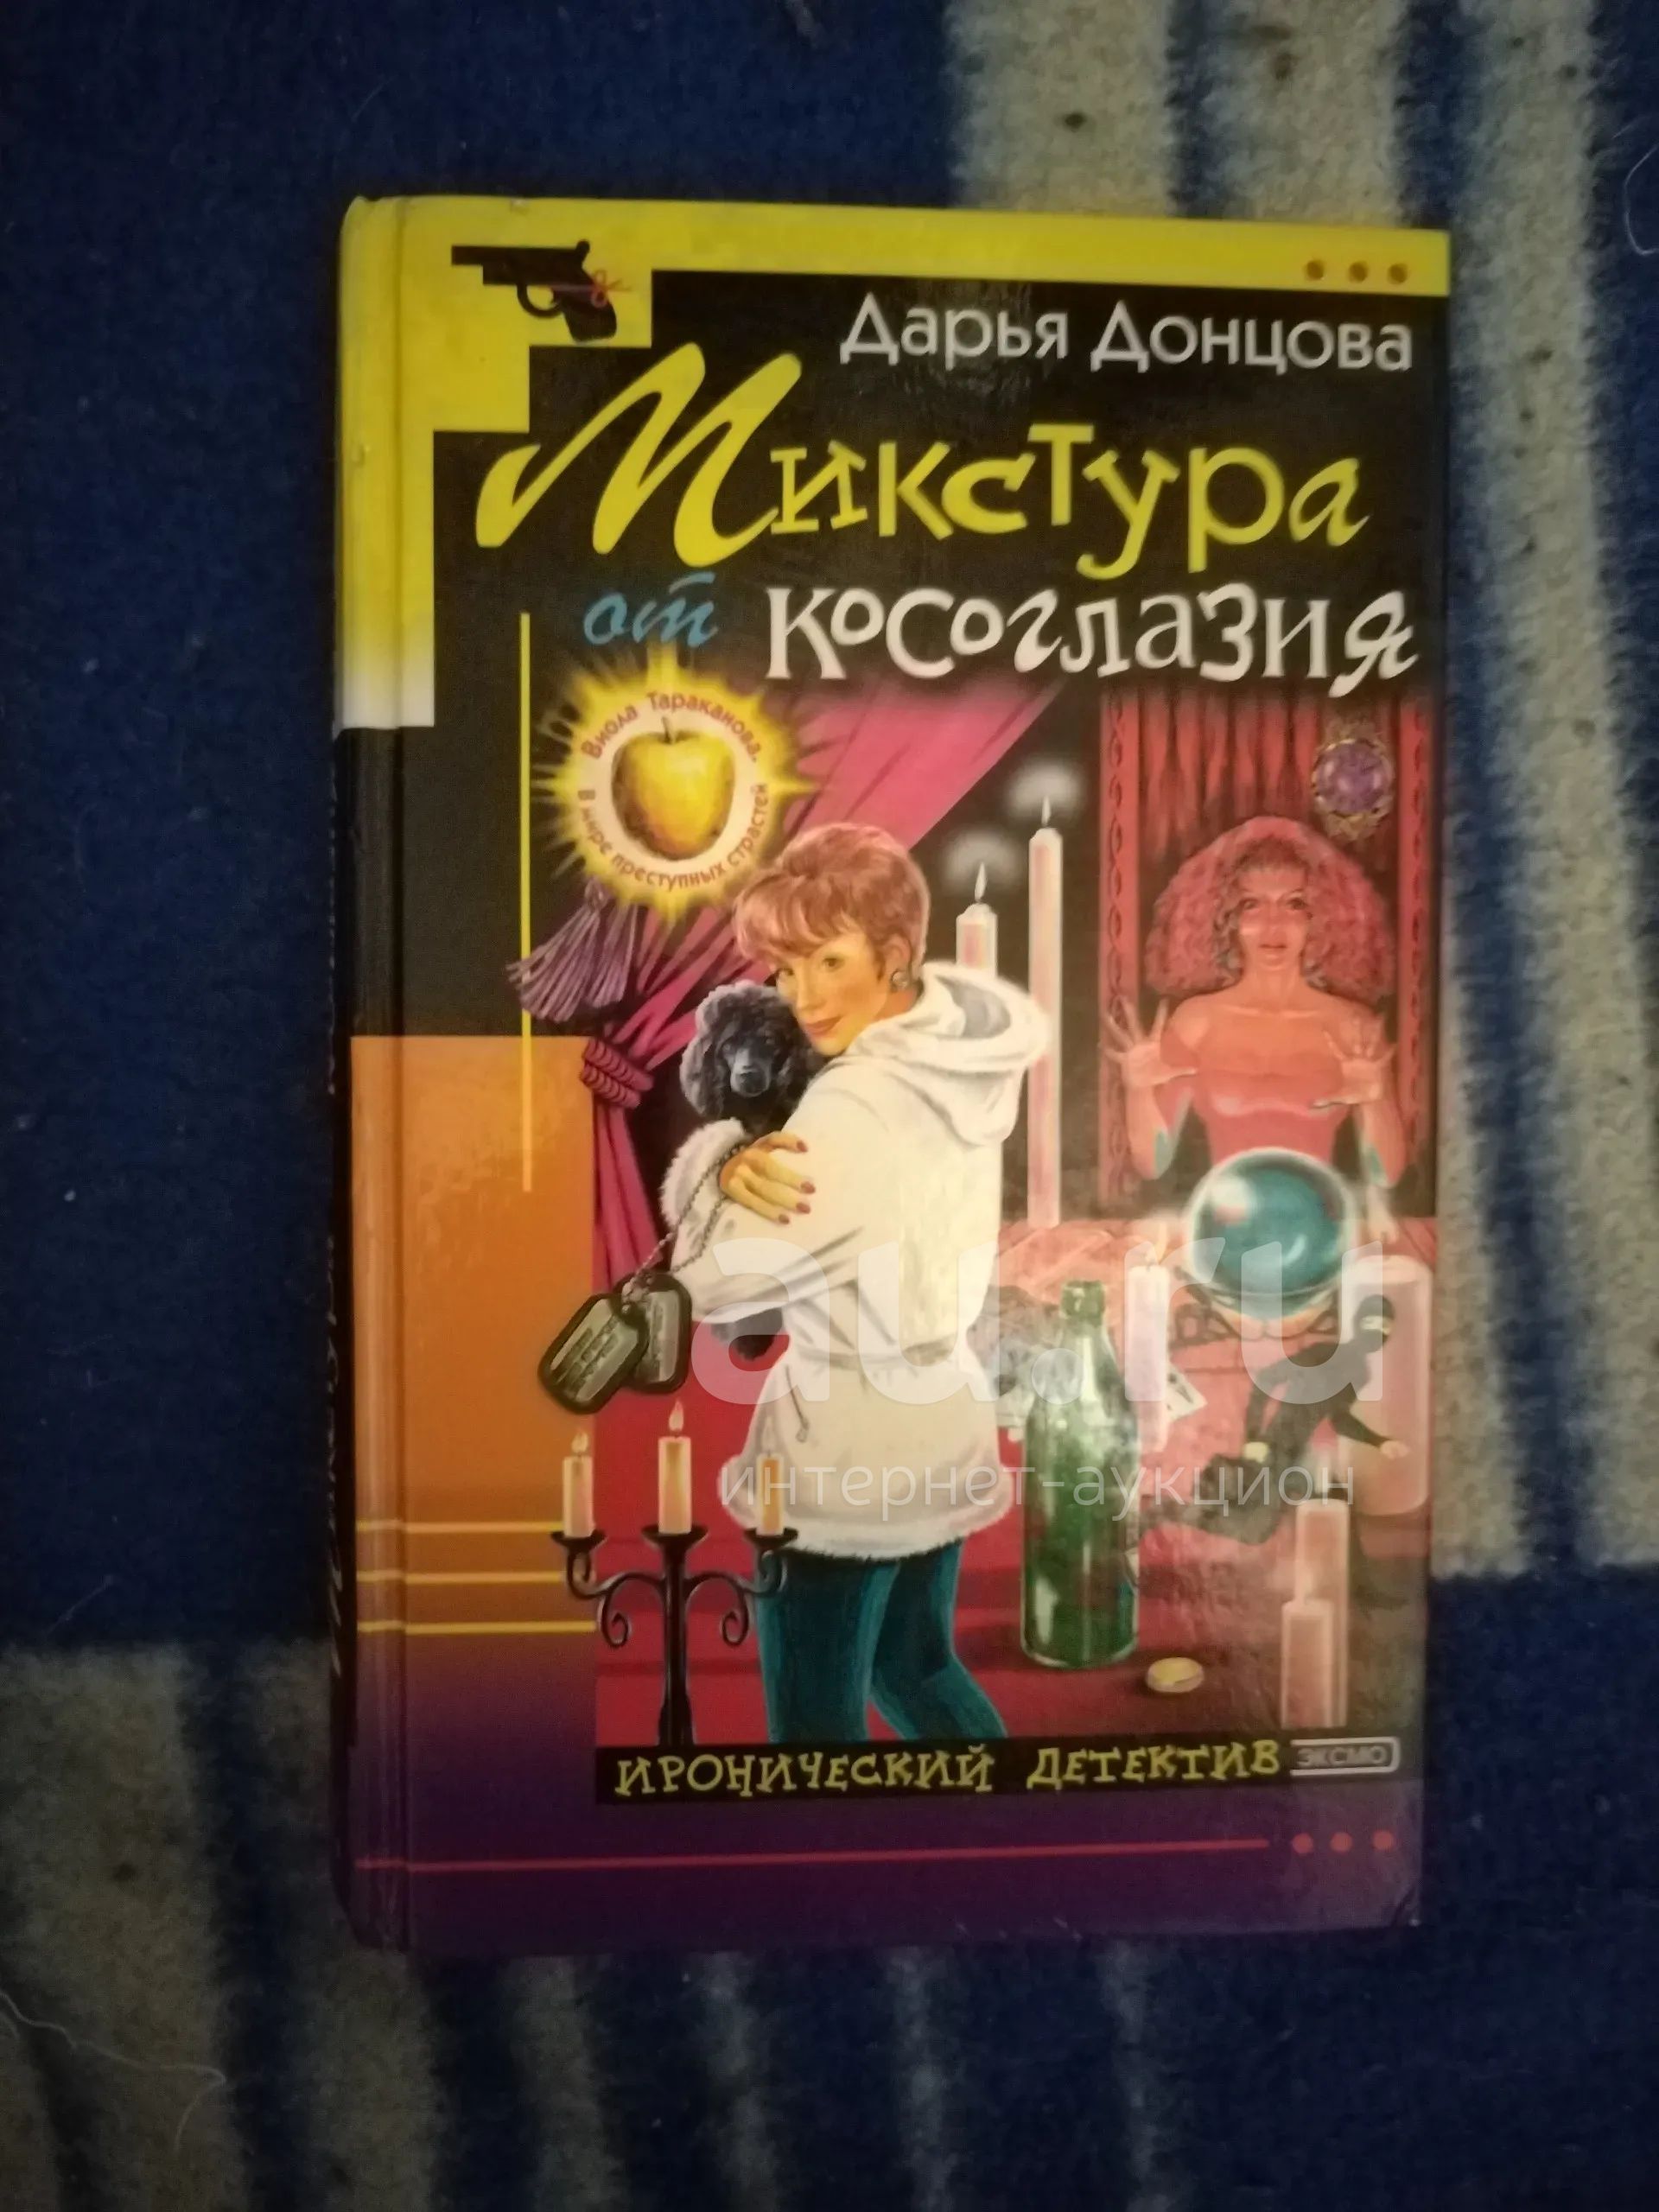 Дарья Донцова
Микстура
от косоглазия
Виола Тараканова.
В мире преступных страстей
au.ru
интернет-аукцион
ИРОНИЧЕСКИЙ ДЕТЕКТИВ ЭКСМО